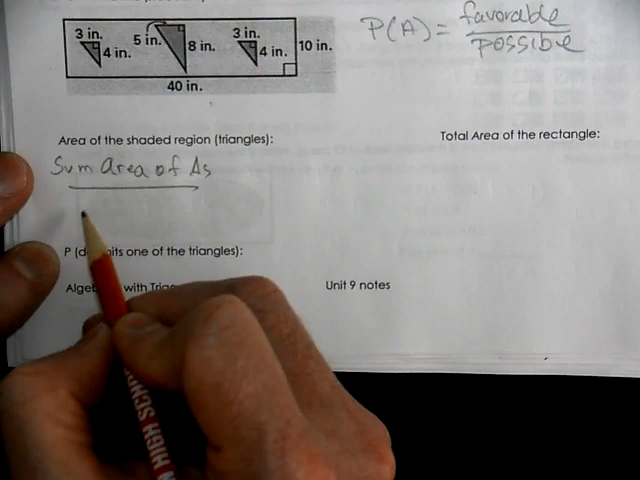 3 in. 4 in. 5 in. 8 in. 3 in. 4 in. 10 in.
40 in.
P(A) = favorable
possible
Area of the shaded region (triangles):
Total Area of the rectangle:
Sum area of Δs
P (d its one of the triangles):
with
Unit 9 notes
N HIGH SCHO